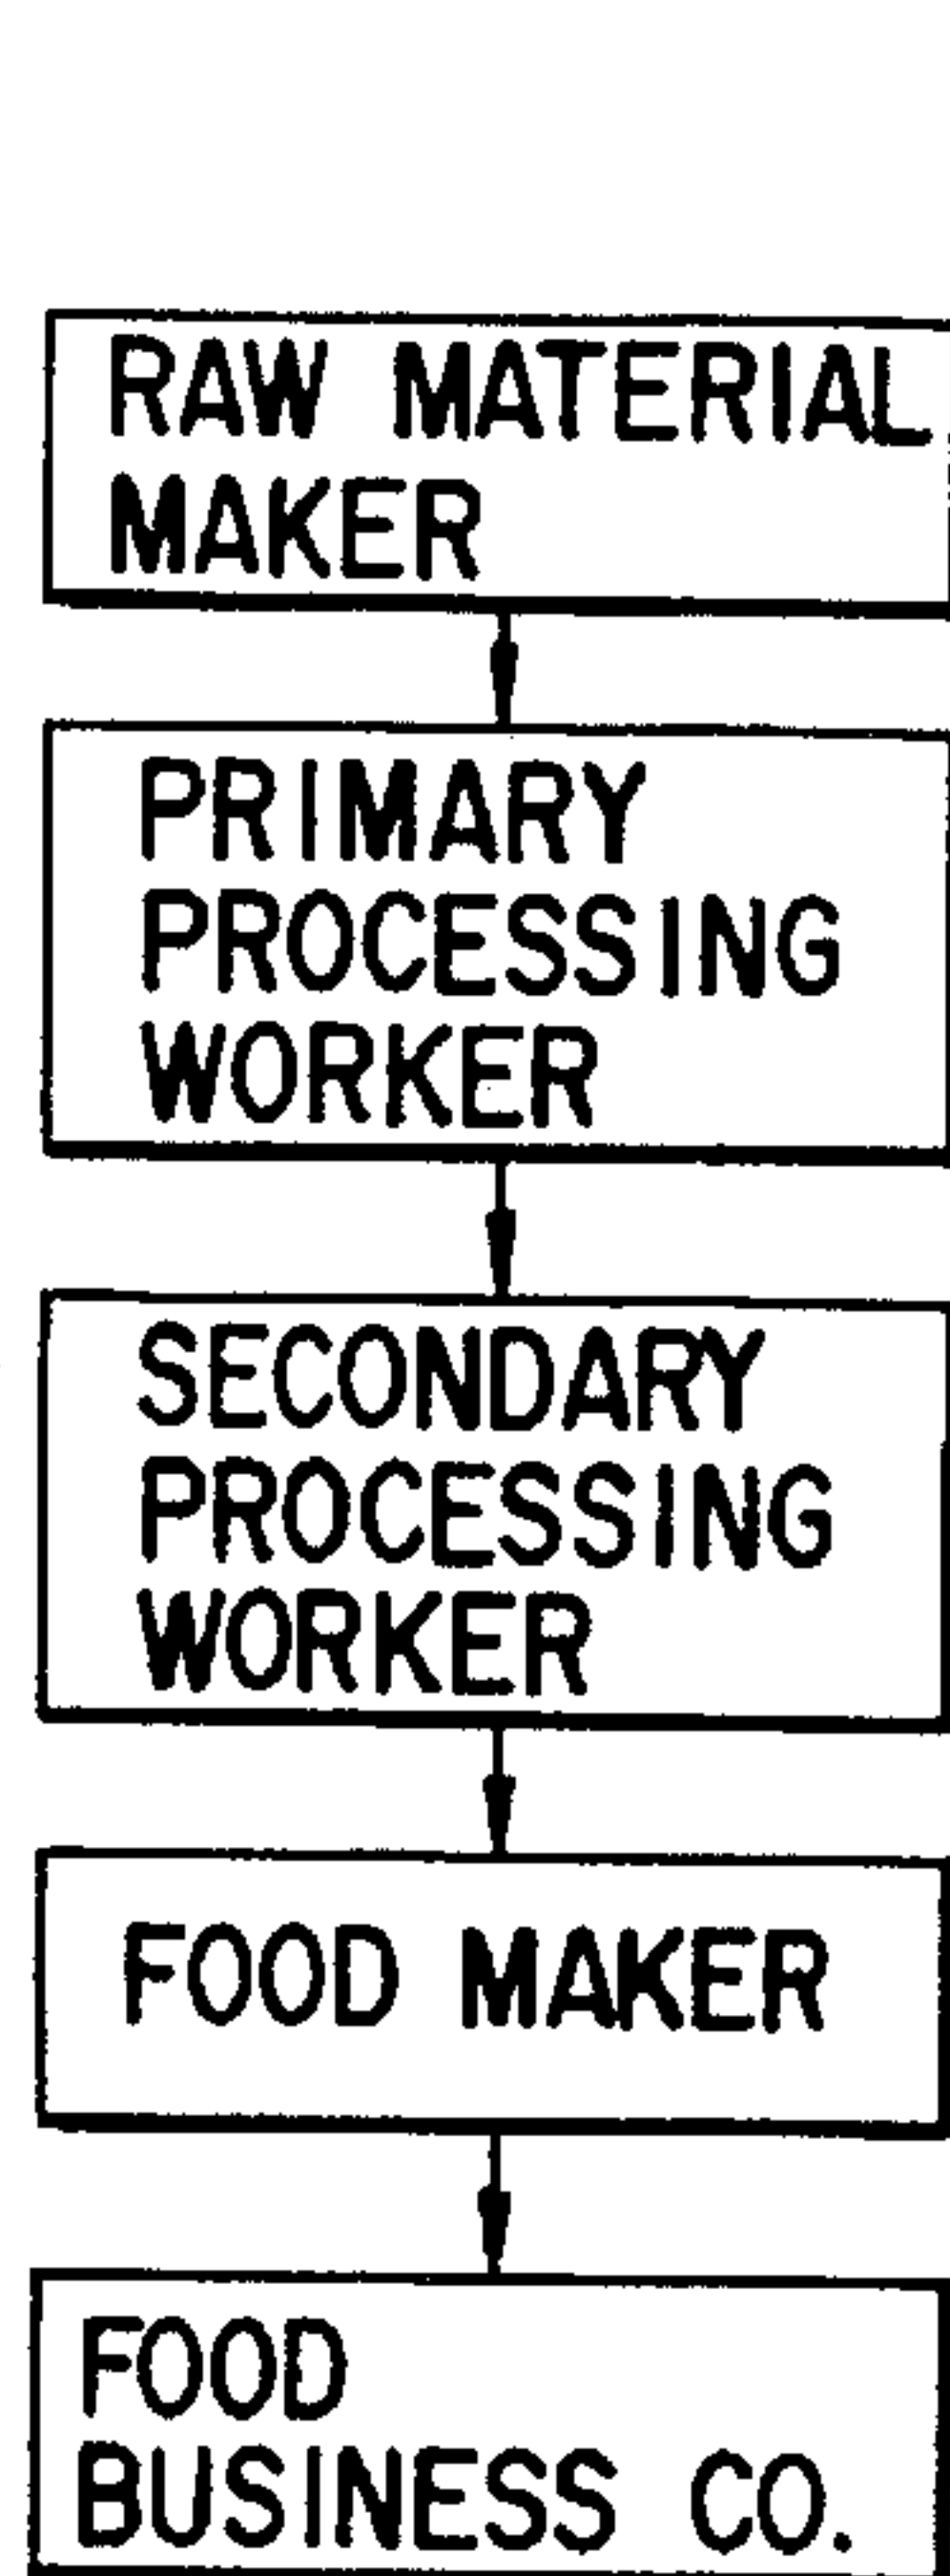 RAW MATERIAL
MAKER
PRIMARY
PROCESSING
WORKER
SECONDARY
PROCESSING
WORKER
FOOD MAKER
FOOD
BUSINESS CO.